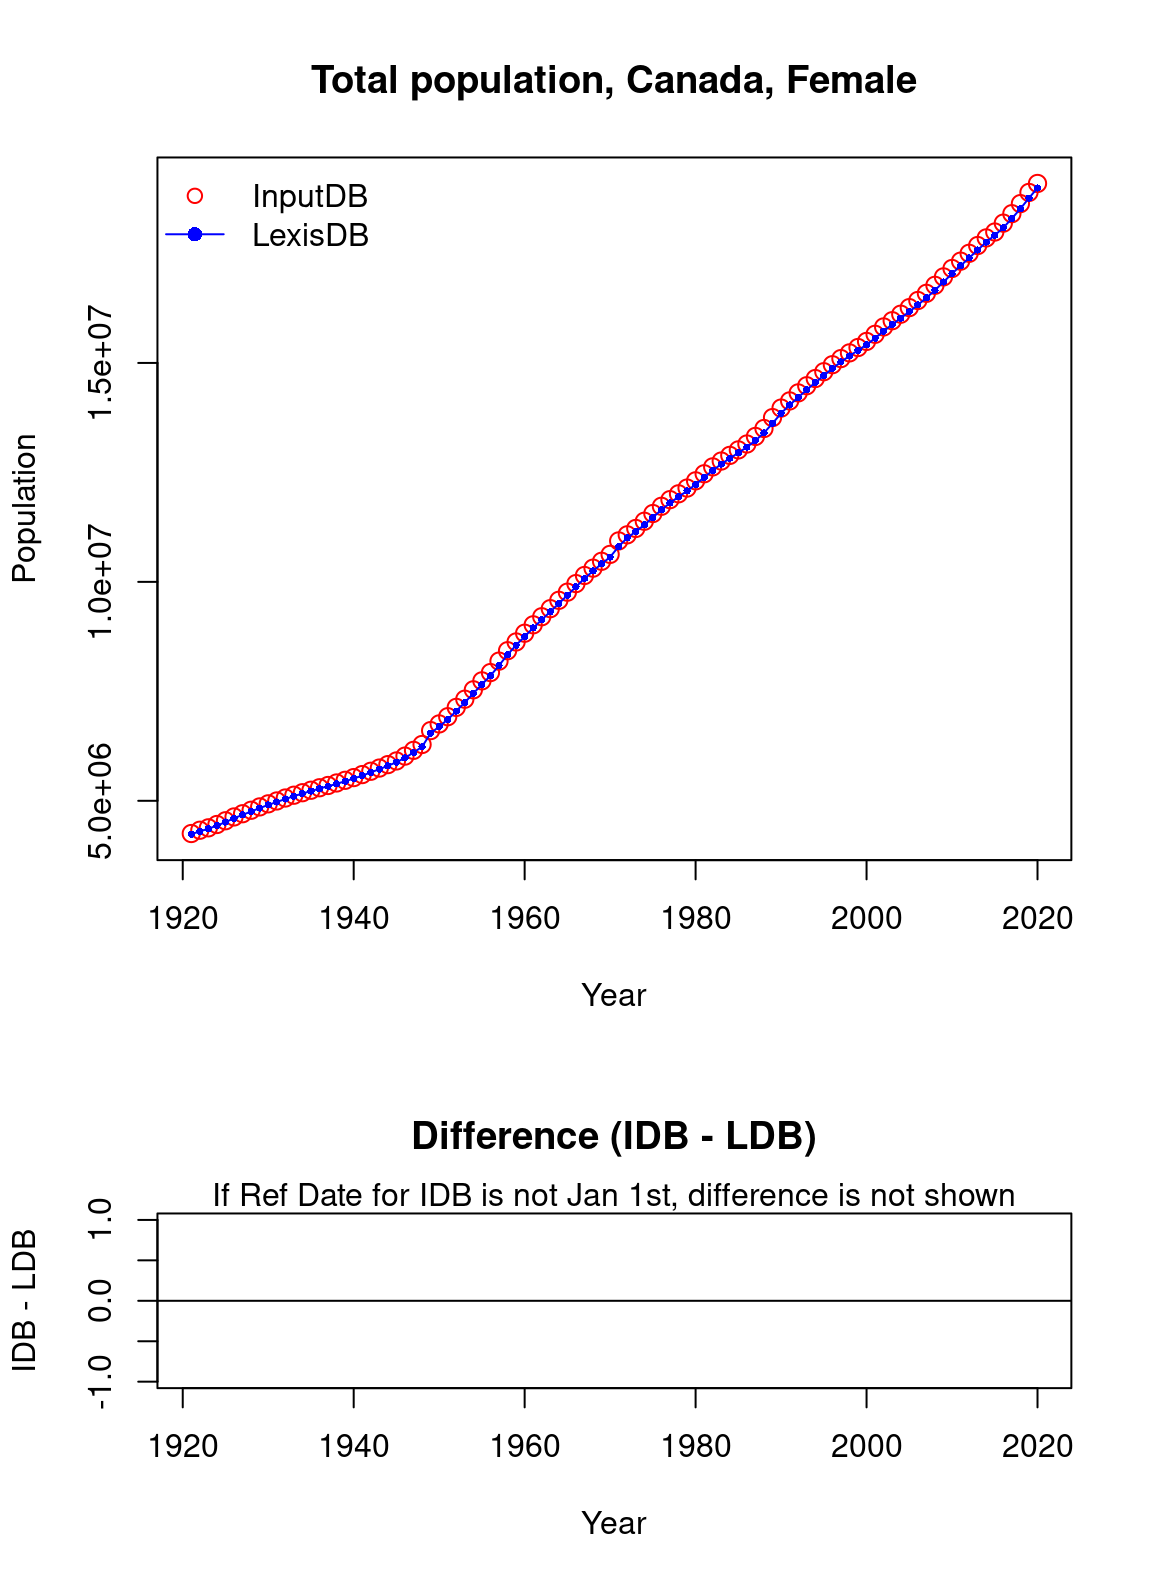 Total population, Canada, Female
InputDB
LexisDB
Population
1.5e+07
1.0e+07
5.0e+06
1920 1940 1960 1980 2000 2020
Year
Difference (IDB - LDB)
If Ref Date for IDB is not Jan 1st, difference is not shown
IDB - LDB
1.0
0.0
-1.0
1920 1940 1960 1980 2000 2020
Year